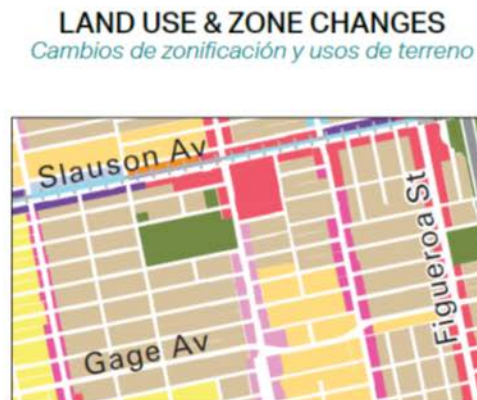 LAND USE & ZONE CHANGES
Cambios de zonificación y usos de terreno
Slauson Av
Figueroa St
Gage Av